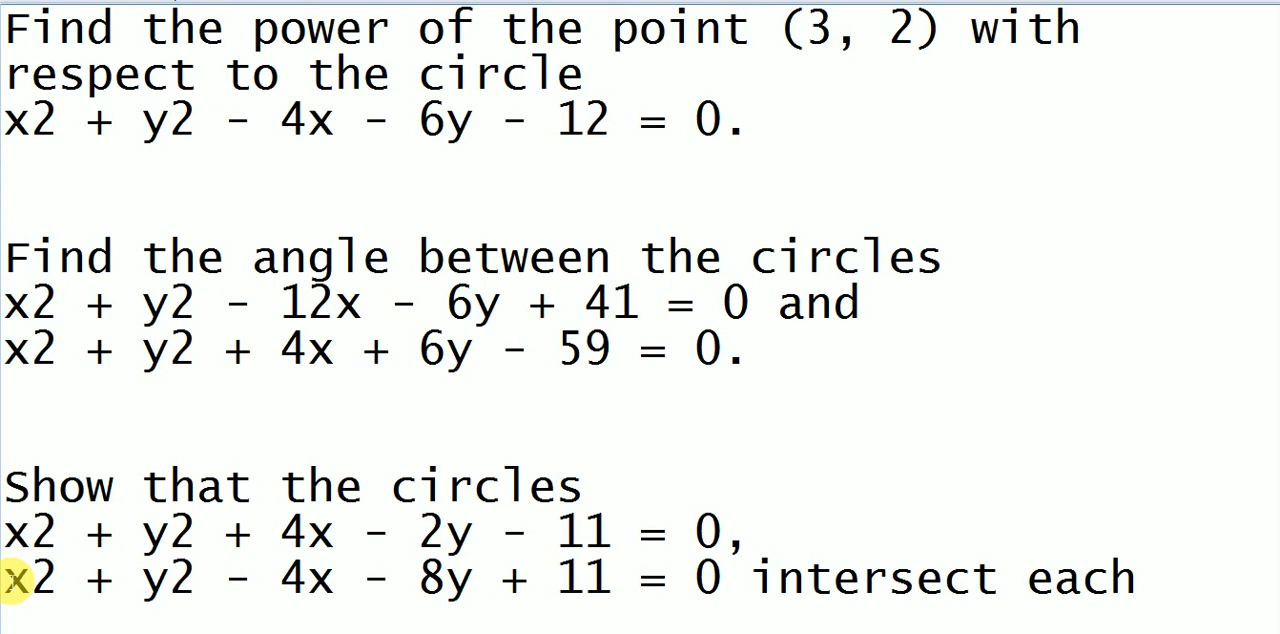 Find the power of the point (3, 2) with
respect to the circle
x2 + y2 - 4x - 6y - 12 = 0.
Find the angle between the circles
x2 + y2 - 12x - 6y + 41 = 0 and
x2 + y2 + 4x + 6y - 59 = 0.
Show that the circles
x2 + y2 + 4x - 2y - 11 = 0,
x2 + y2 - 4x - 8y + 11 = 0 intersect each